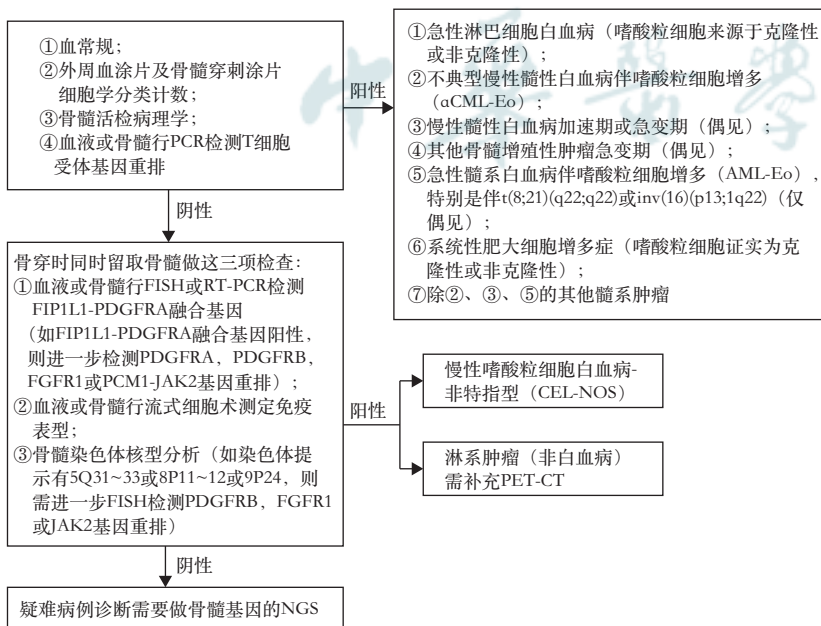 ①血常规；
②外周血涂片及骨髓穿刺涂片
细胞学分类计数；
③骨髓活检病理学；
④血液或骨髓行PCR检测T细胞
受体基因重排
阳性
①急性淋巴细胞白血病（嗜酸粒细胞来源于克隆性
或非克隆性）；
②不典型慢性髓性白血病伴嗜酸粒细胞增多
（aCML-Eo）；
③慢性髓性白血病加速期或急变期（偶见）；
④其他骨髓增殖性肿瘤急变期（偶见）；
⑤急性髓系白血病伴嗜酸粒细胞增多（AML-Eo），
特别是伴t(8;21)(q22;q22)或inv(16)(p13;1q22)（仅
偶见）；
⑥系统性肥大细胞增多症（嗜酸粒细胞证实为克
隆性或非克隆性）；
⑦除②、③、⑤的其他髓系肿瘤
中华医学
阴性
骨穿时同时留取骨髓做这三项检查：
①血液或骨髓行FISH或RT-PCR检测
FIP1L1-PDGFRA融合基因
（如FIP1L1-PDGFRA融合基因阳性，
则进一步检测PDGFRA，PDGFRB，
FGFR1或PCM1-JAK2基因重排）；
②血液或骨髓行流式细胞术测定免疫
表型；
③骨髓染色体核型分析（如染色体提
示有5Q31~33或8P11~12或9P24，则
需进一步FISH检测PDGFRB，FGFR1
或JAK2基因重排）
阳性
慢性嗜酸粒细胞白血病-
非特指型（CEL-NOS）
淋系肿瘤（非白血病）
需补充PET-CT
阴性
疑难病例诊断需要做骨髓基因的NGS